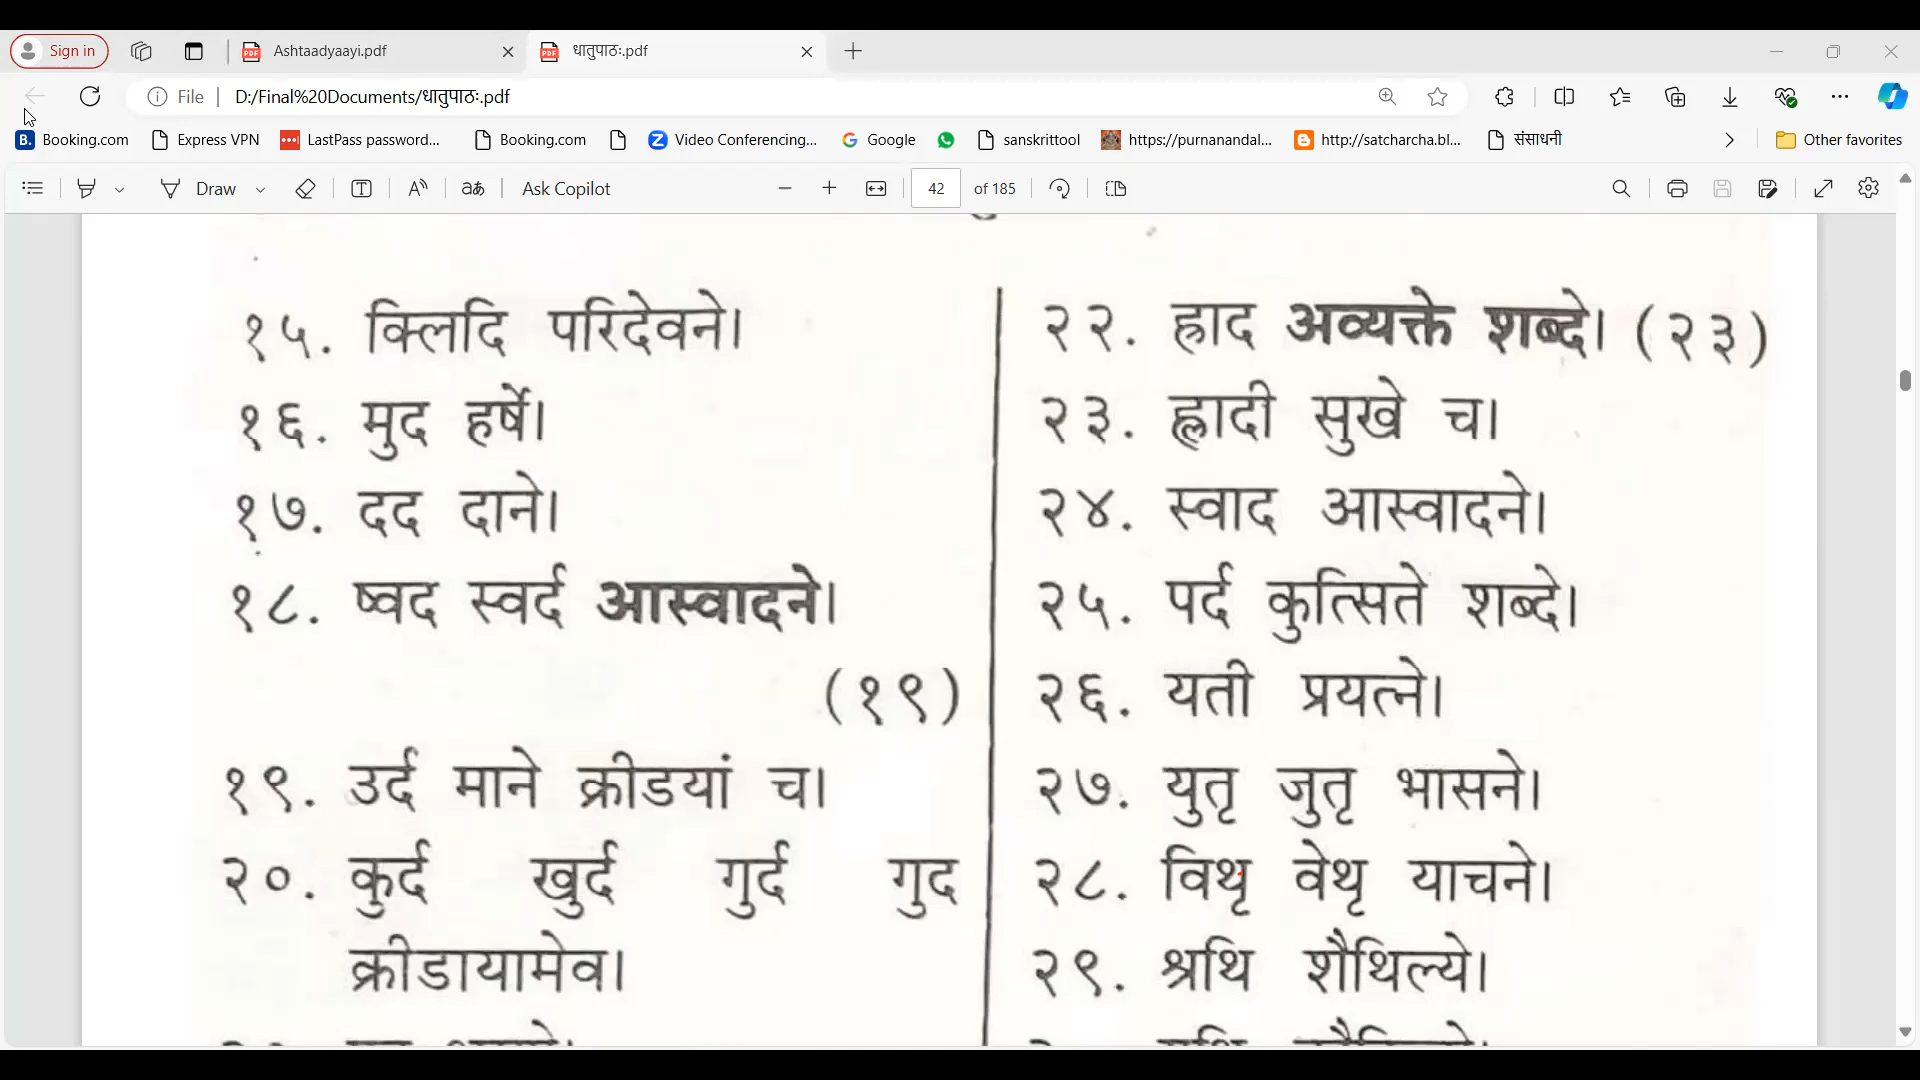 Sign in
Ashtaadyaayi.pdf
धातुपाठः.pdf
File
D:/Final%20Documents/धातुपाठः.pdf
Booking.com
Express VPN
LastPass password...
Booking.com
Video Conferencing...
Google
sanskrittool
https://purnanandal...
http://satcharcha.bl...
संसाधनी
Other favorites
Draw
Ask Copilot
42 of 185
१५. क्लिदि परिदेवने।
१६. मुद हर्षे।
१७. दद दाने।
१८. ष्वद स्वर्द आस्वादने।
(१९)
१९. उर्द माने क्रीडयां च।
२०. कुर्द खुर्द गुर्द गुद
क्रीडायामेव।
२२. ह्राद अव्यक्ते शब्दे। (२३)
२३. ह्लादी सुखे च।
२४. स्वाद आस्वादने।
२५. पर्द कुत्सिते शब्दे।
२६. यती प्रयत्ने।
२७. युतृ जुतृ भासने।
२८. विथृ वेथृ याचने।
२९. श्रथि शैथिल्ये।